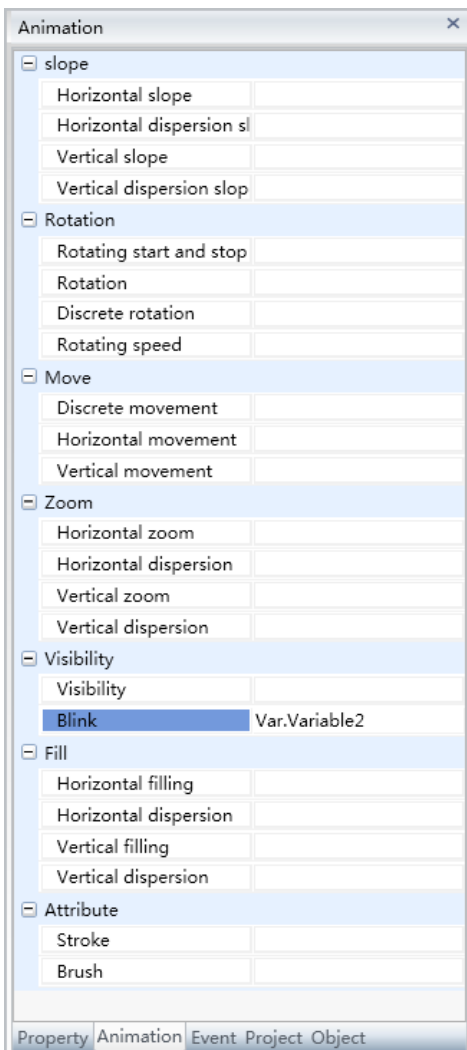 Animation ×
slope
Horizontal slope
Horizontal dispersion sl
Vertical slope
Vertical dispersion slop
Rotation
Rotating start and stop
Rotation
Discrete rotation
Rotating speed
Move
Discrete movement
Horizontal movement
Vertical movement
Zoom
Horizontal zoom
Horizontal dispersion
Vertical zoom
Vertical dispersion
Visibility
Visibility
Blink Var.Variable2
Fill
Horizontal filling
Horizontal dispersion
Vertical filling
Vertical dispersion
Attribute
Stroke
Brush
Property Animation Event Project Object